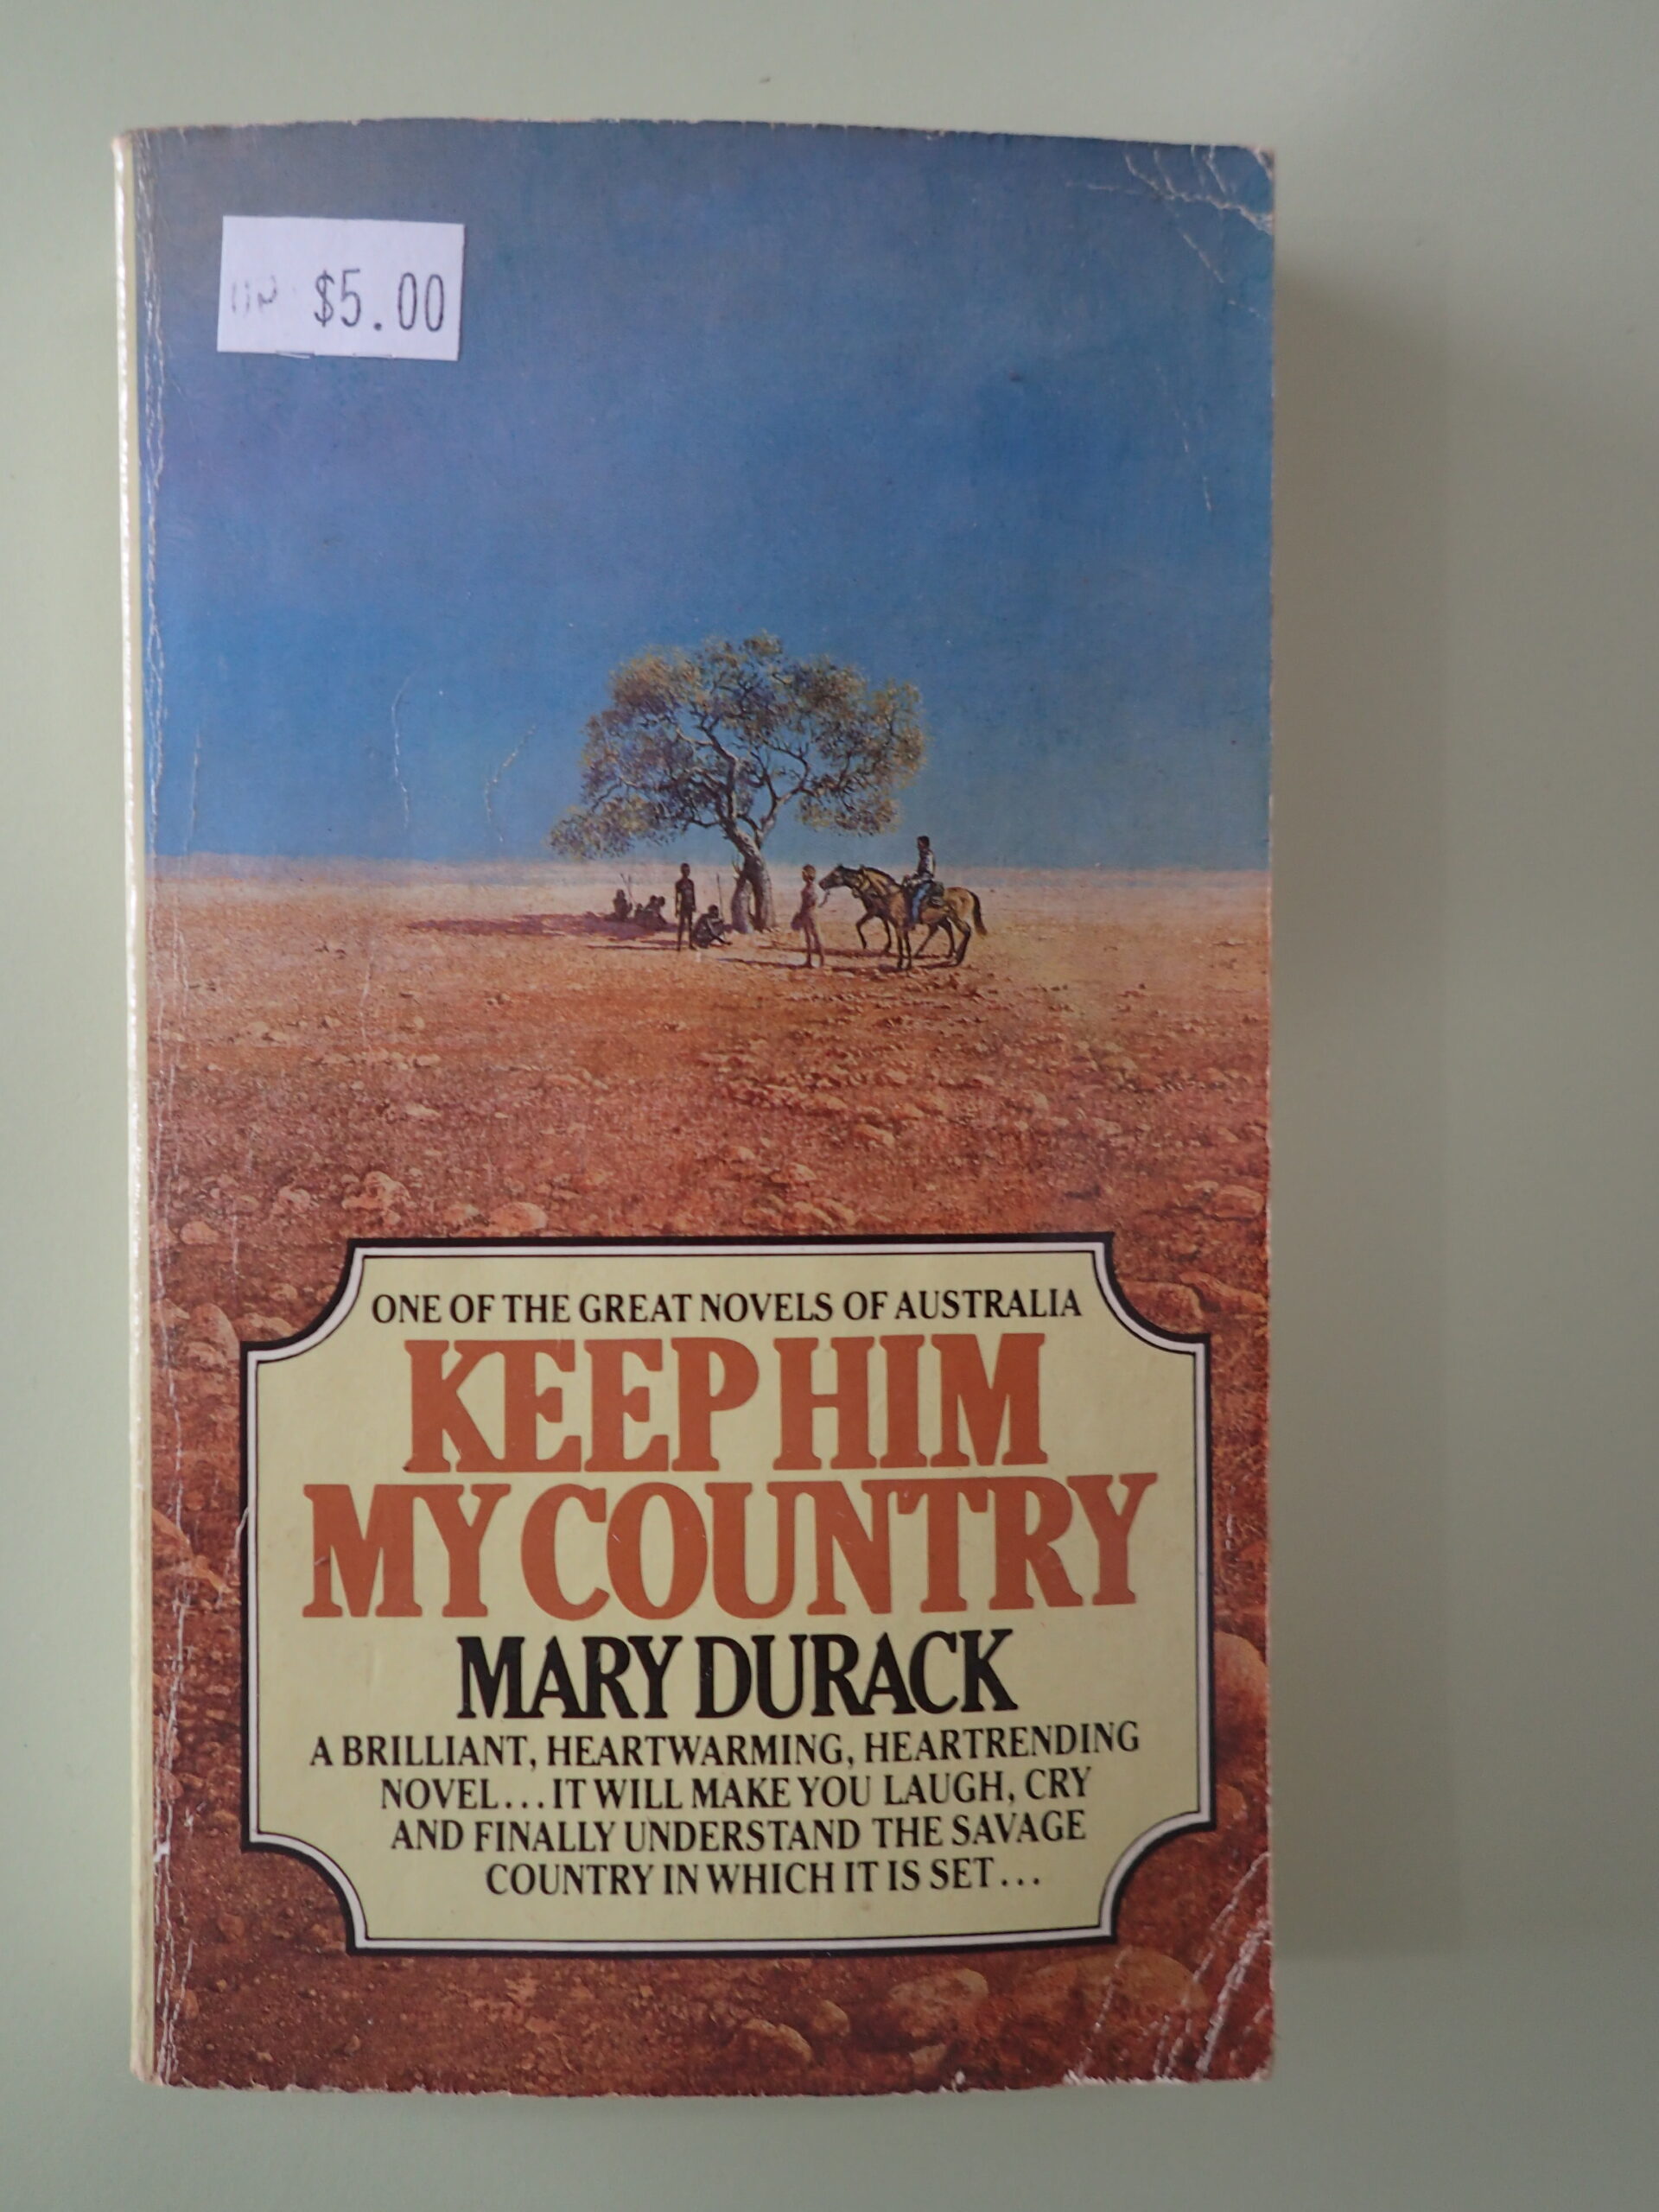 $5.00
ONE OF THE GREAT NOVELS OF AUSTRALIA
KEEP HIM
MY COUNTRY
MARY DURACK
A BRILLIANT, HEARTWARMING, HEARTRENDING
NOVEL...IT WILL MAKE YOU LAUGH, CRY
AND FINALLY UNDERSTAND THE SAVAGE
COUNTRY IN WHICH IT IS SET...